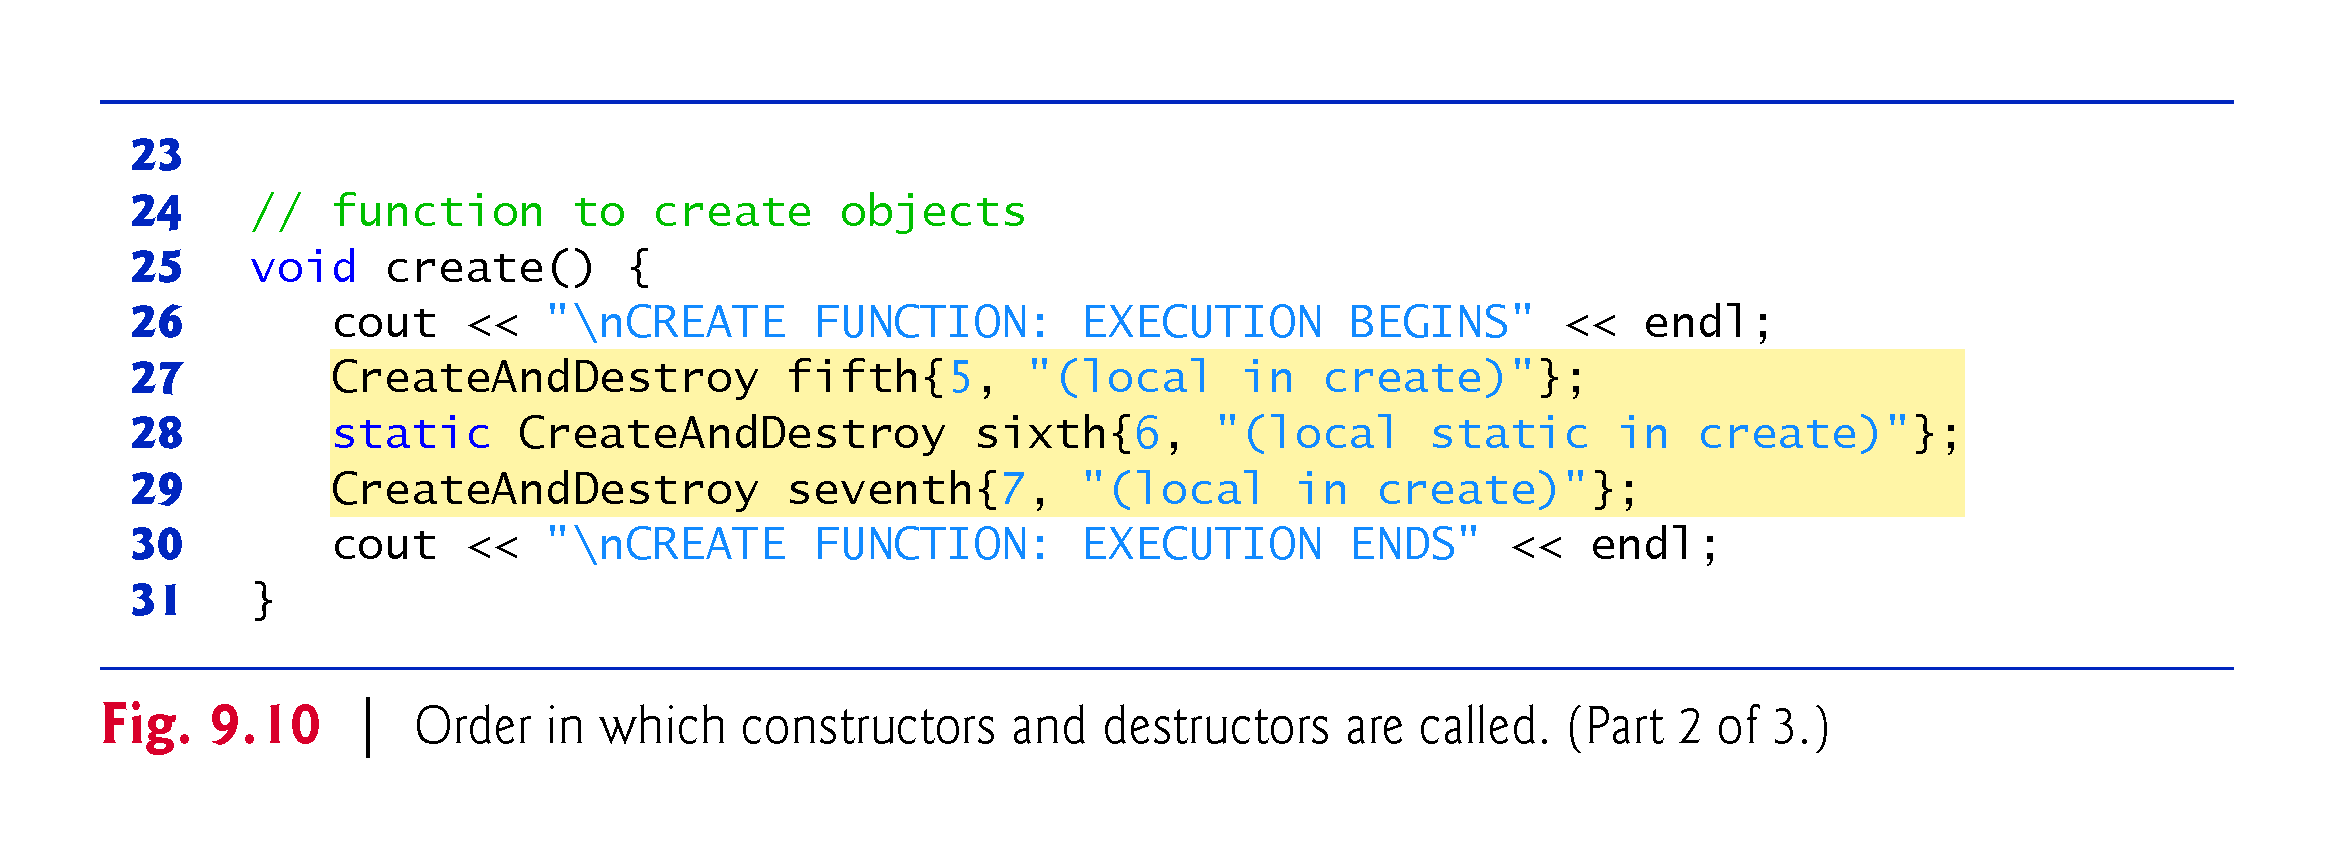 23
24 // function to create objects
25 void create() {
26 cout << "\nCREATE FUNCTION: EXECUTION BEGINS" << endl;
27 CreateAndDestroy fifth{5, "(local in create)"};
28 static CreateAndDestroy sixth{6, "(local static in create)"};
29 CreateAndDestroy seventh{7, "(local in create)"};
30 cout << "\nCREATE FUNCTION: EXECUTION ENDS" << endl;
31 }
Fig. 9.10 | Order in which constructors and destructors are called. (Part 2 of 3.)